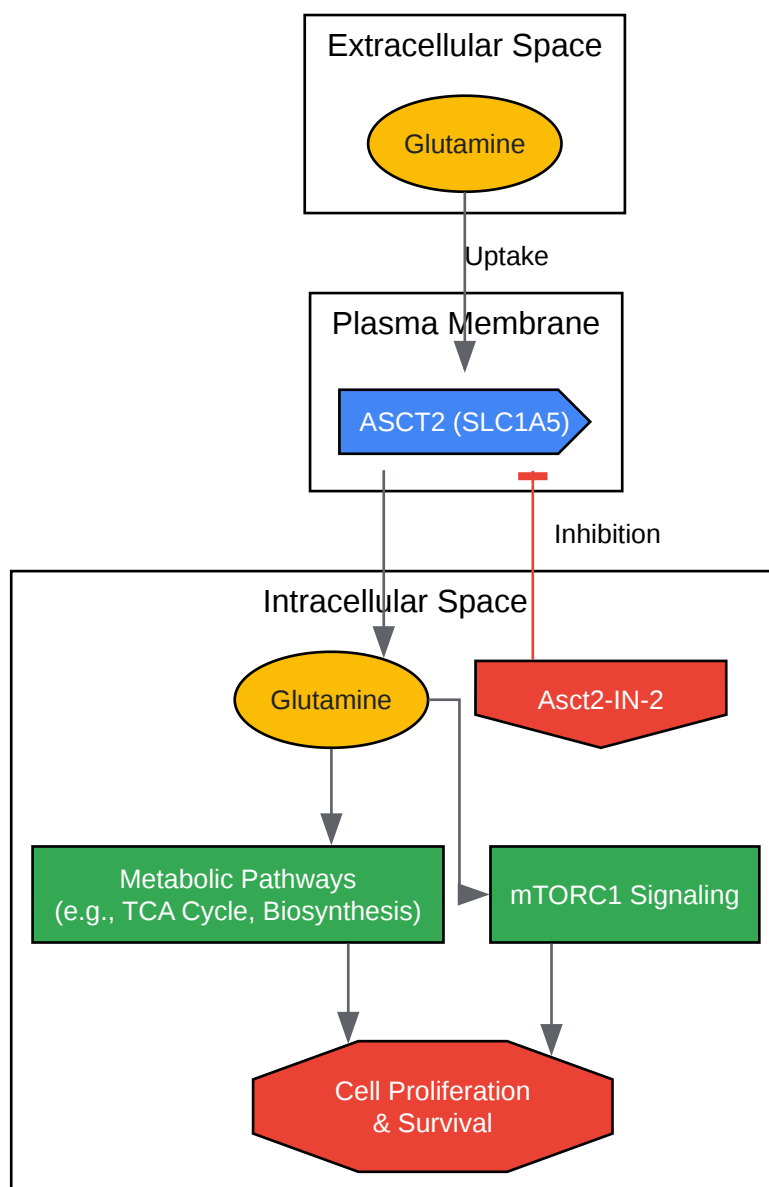 Extracellular Space
Glutamine
Uptake
Plasma Membrane
ASCT2 (SLC1A5)
Inhibition
Intracellular Space
Glutamine
Asct2-IN-2
Metabolic Pathways
(e.g., TCA Cycle, Biosynthesis)
mTORC1 Signaling
Cell Proliferation
& Survival